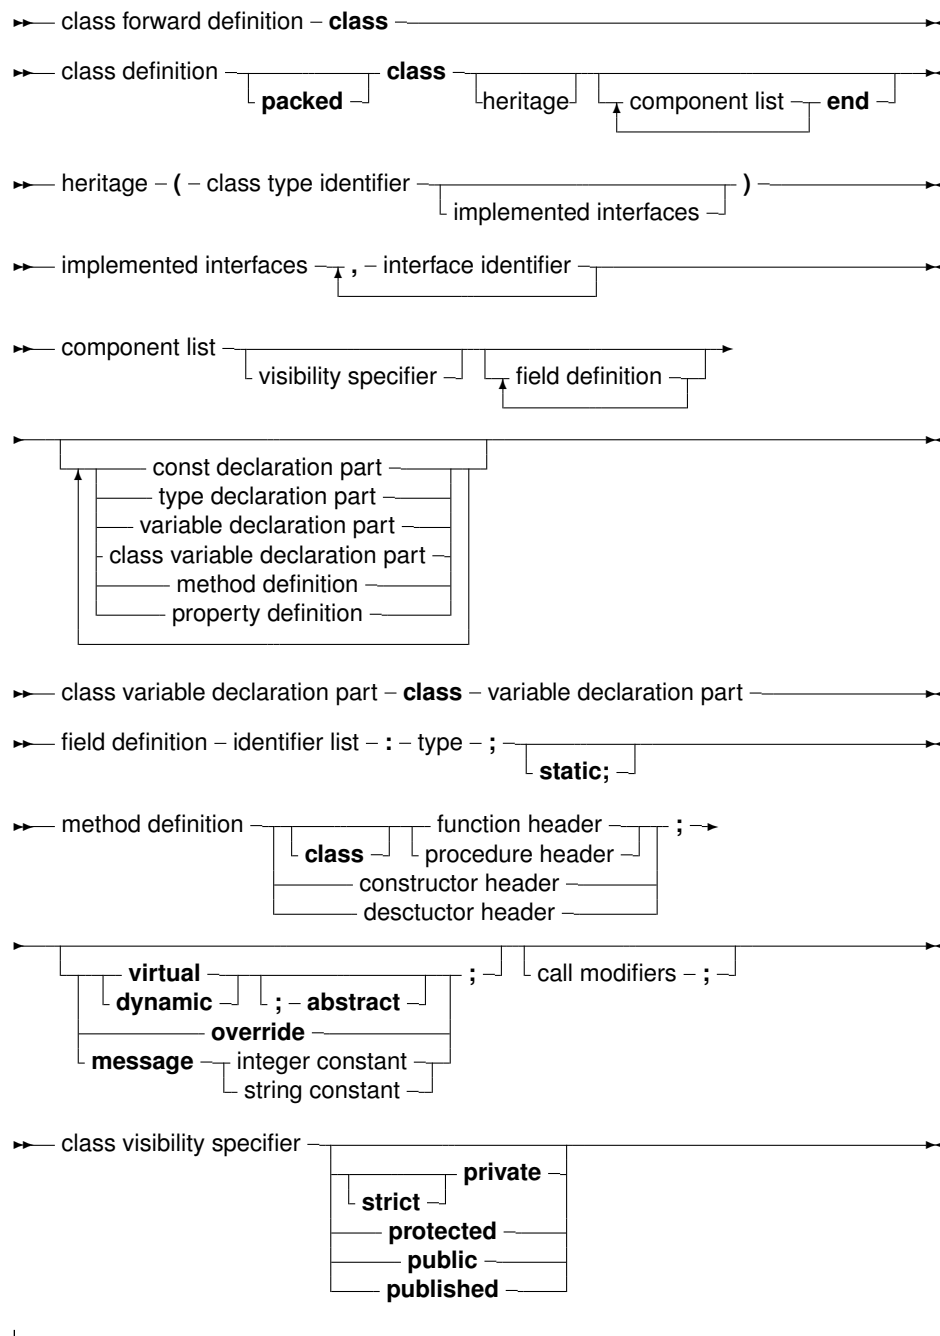 class forward definition – class
class definition class
packed heritage component list end
heritage – ( – class type identifier )
implemented interfaces
implemented interfaces , – interface identifier
component list
visibility specifier field definition
const declaration part
type declaration part
variable declaration part
class variable declaration part
method definition
property definition
class variable declaration part – class – variable declaration part
field definition – identifier list – : – type – ;
static;
method definition function header ;
class procedure header
constructor header
desctuctor header
virtual ; call modifiers – ;
dynamic ; – abstract
override
message integer constant
string constant
class visibility specifier
private
strict
protected
public
published